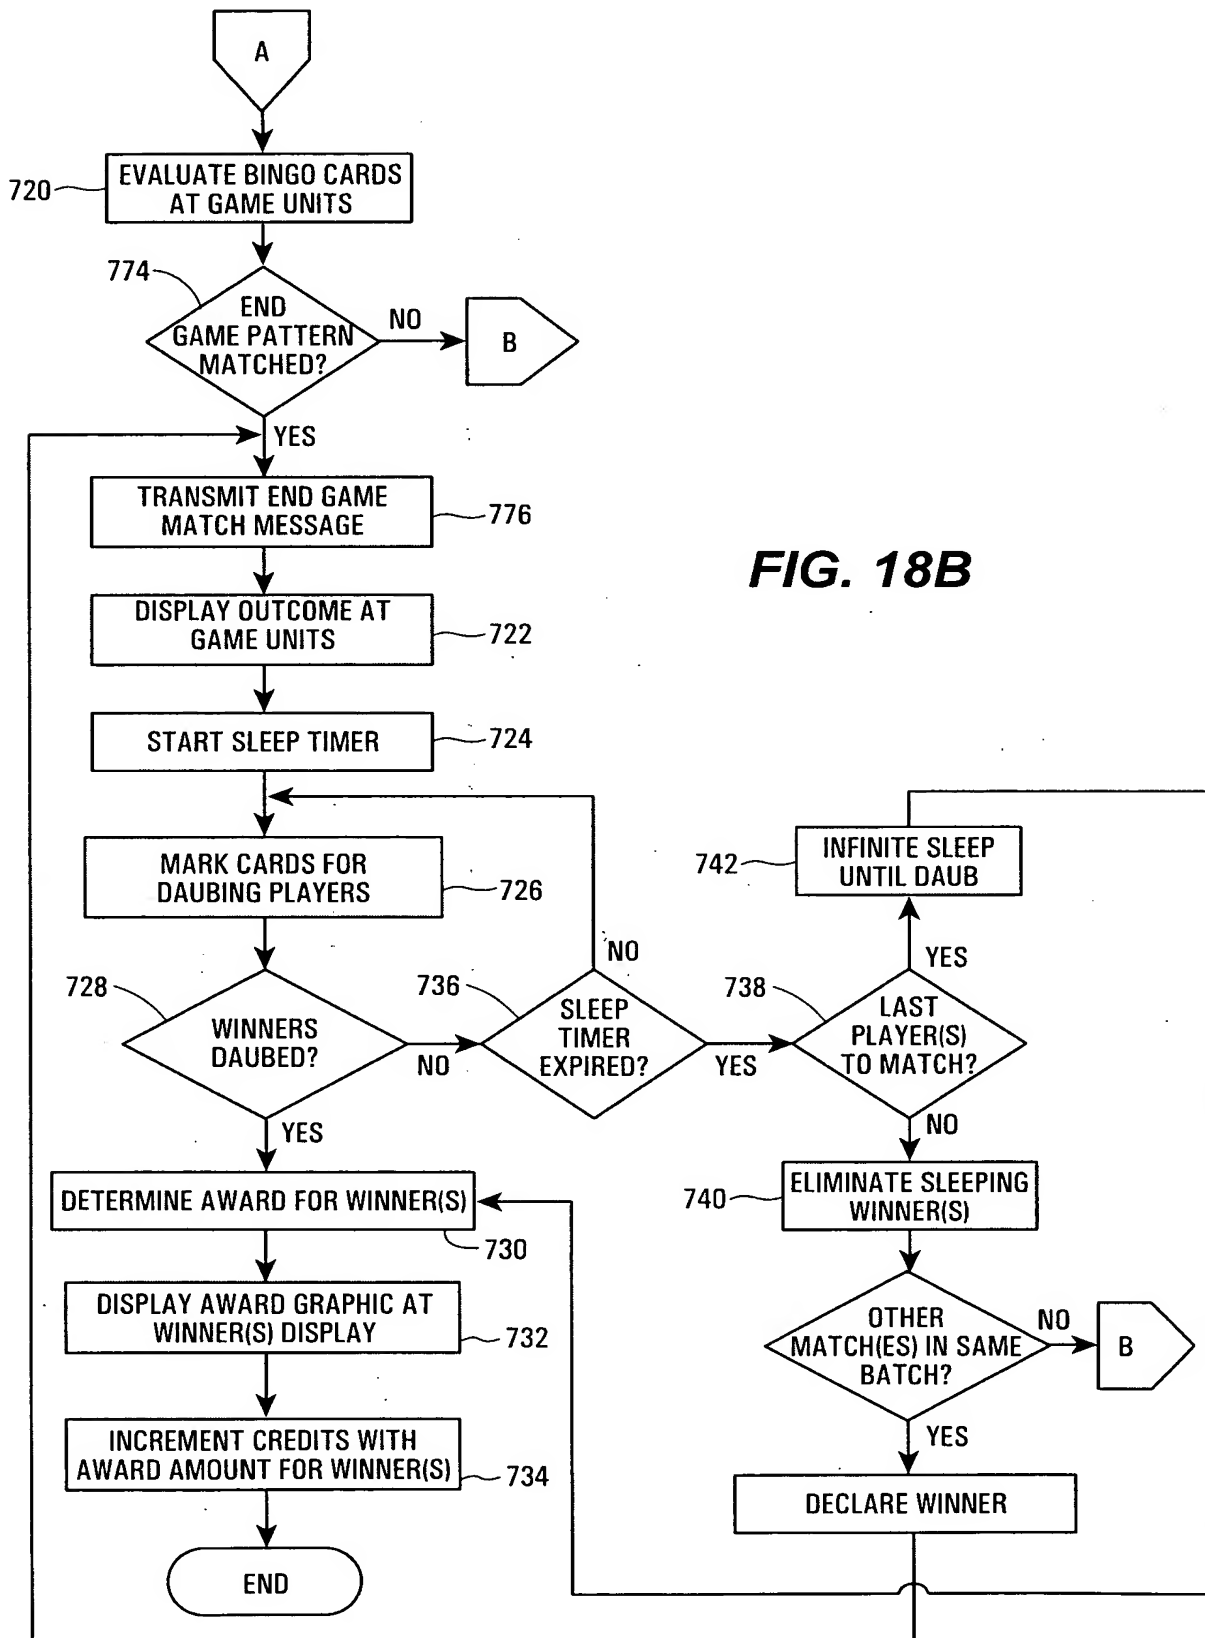 A
720
EVALUATE BINGO CARDS
AT GAME UNITS
774
END
GAME PATTERN
MATCHED?
NO
B
YES
TRANSMIT END GAME
MATCH MESSAGE
776
FIG. 18B
DISPLAY OUTCOME AT
GAME UNITS
722
START SLEEP TIMER
724
MARK CARDS FOR
DAUBING PLAYERS
726
742
INFINITE SLEEP
UNTIL DAUB
728
WINNERS
DAUBED?
NO
736
NO
SLEEP
TIMER
EXPIRED?
YES
738
YES
LAST
PLAYER(S)
TO MATCH?
YES
NO
DETERMINE AWARD FOR WINNER(S)
730
740
ELIMINATE SLEEPING
WINNER(S)
DISPLAY AWARD GRAPHIC AT
WINNER(S) DISPLAY
732
OTHER
MATCH(ES) IN SAME
BATCH?
NO
B
INCREMENT CREDITS WITH
AWARD AMOUNT FOR WINNER(S)
734
YES
DECLARE WINNER
END